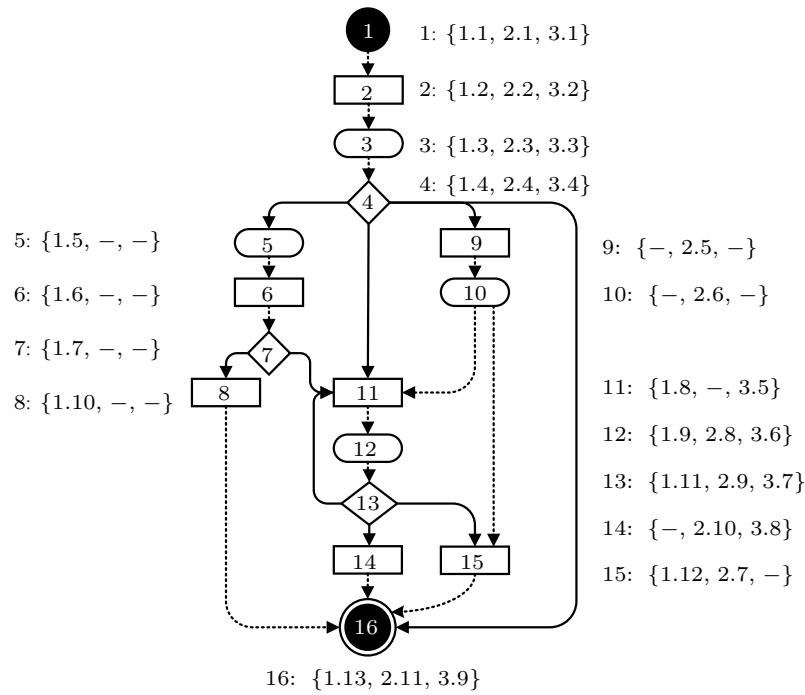 1
1: {1.1, 2.1, 3.1}
2
2: {1.2, 2.2, 3.2}
3
3: {1.3, 2.3, 3.3}
4: {1.4, 2.4, 3.4}
4
5: {1.5, −, −}
5
9
9: {−, 2.5, −}
6: {1.6, −, −}
6
10
10: {−, 2.6, −}
7: {1.7, −, −}
7
8: {1.10, −, −}
8
11
11: {1.8, −, 3.5}
12
12: {1.9, 2.8, 3.6}
13: {1.11, 2.9, 3.7}
13
14: {−, 2.10, 3.8}
14
15
15: {1.12, 2.7, −}
16
16: {1.13, 2.11, 3.9}